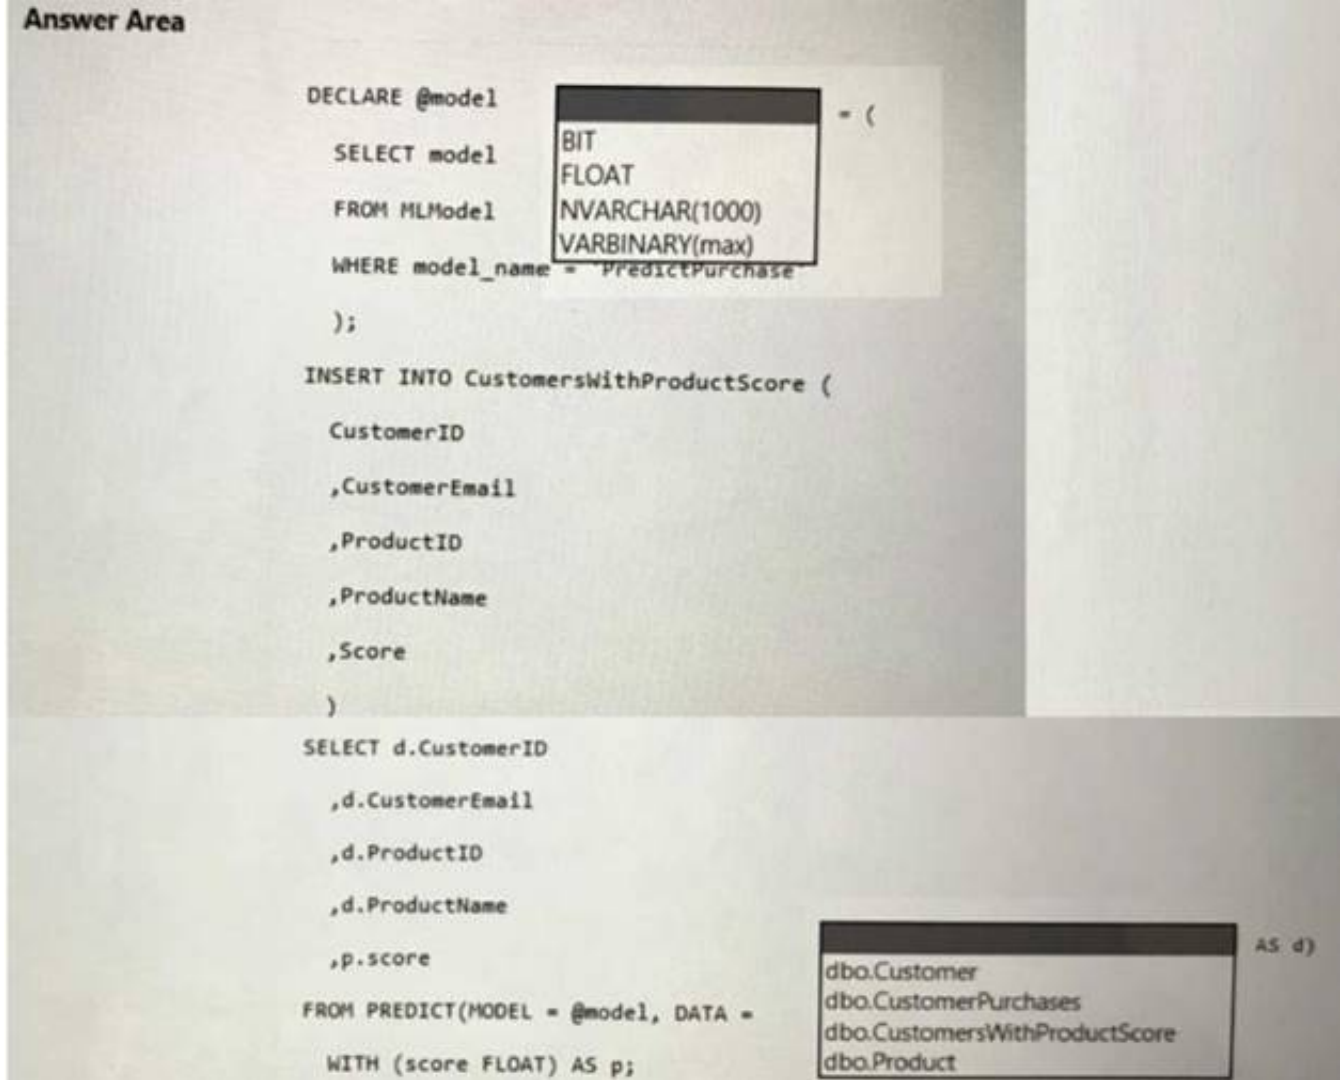 Answer Area
DECLARE @model = (
BIT
SELECT model
FLOAT
FROM MLModel
NVARCHAR(1000)
VARBINARY(max)
WHERE model_name = 'PredictPurchase'
);
INSERT INTO CustomersWithProductScore (
CustomerID
,CustomerEmail
,ProductID
,ProductName
,Score
)
SELECT d.CustomerID
,d.CustomerEmail
,d.ProductID
,d.ProductName
,p.score
FROM PREDICT(MODEL = @model, DATA =
AS d)
dbo.Customer
dbo.CustomerPurchases
dbo.CustomersWithProductScore
dbo.Product
WITH (score FLOAT) AS p;